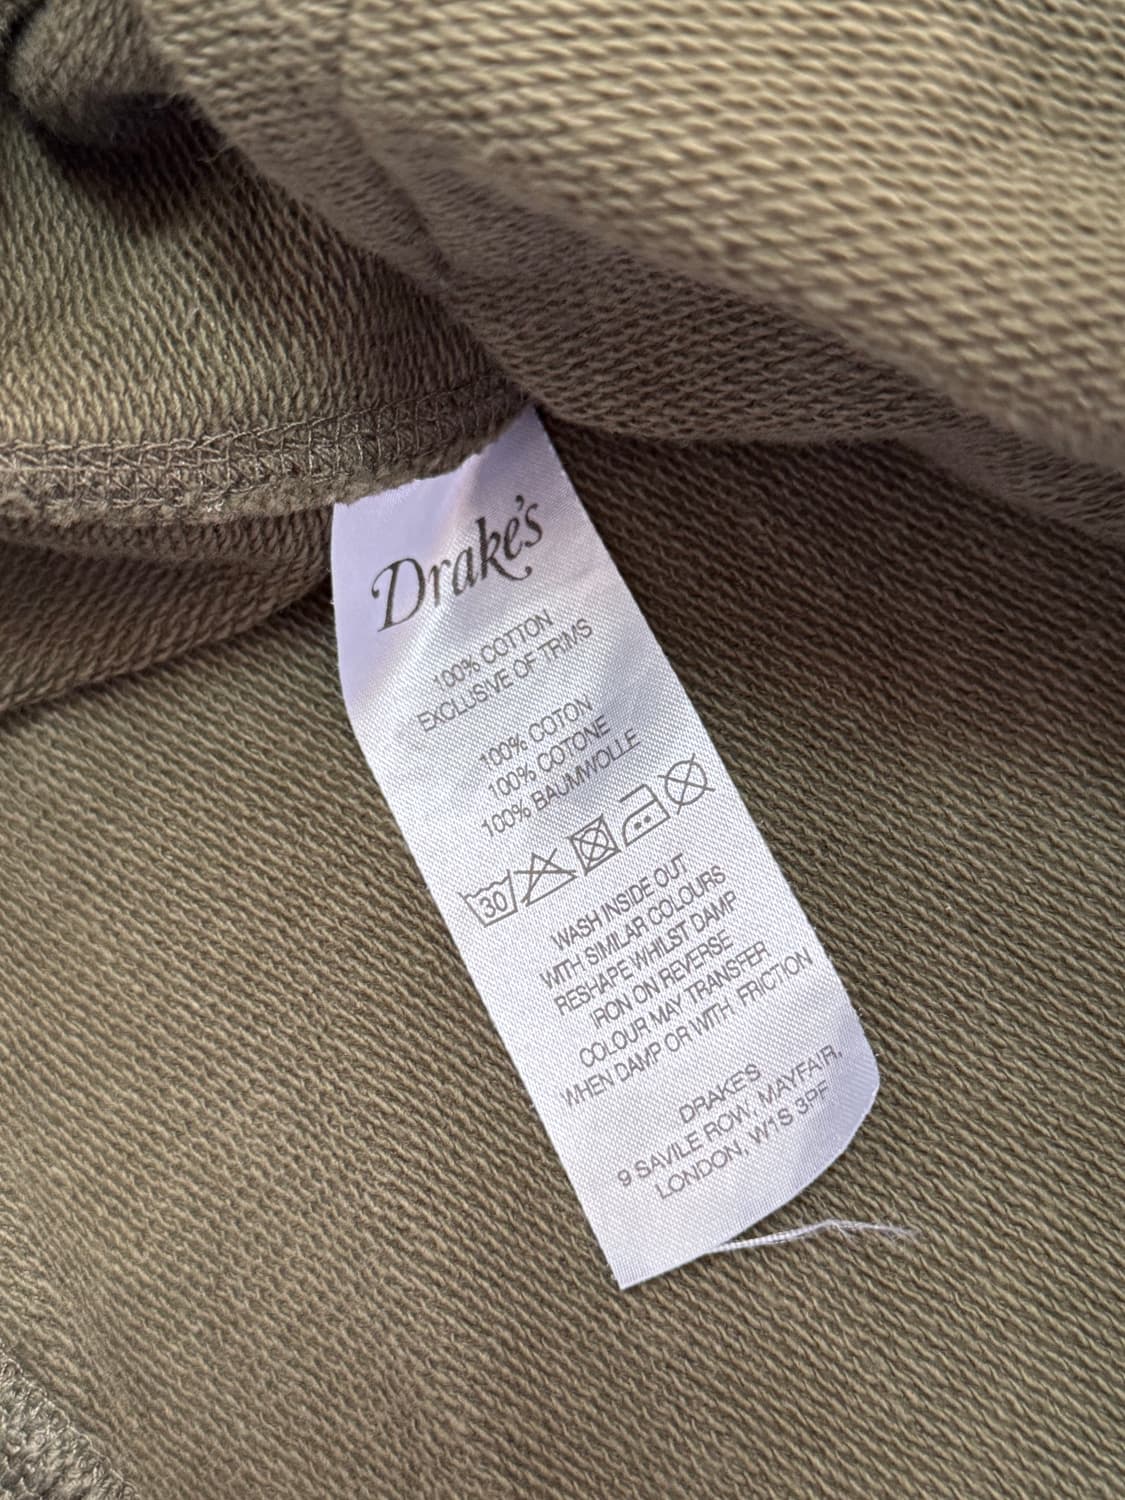 Drake's
100% COTTON
EXCLUSIVE OF TRIMS
100% COTON
100% COTONE
100% BAUMWOLLE
30
WASH INSIDE OUT
WITH SIMILAR COLOURS
RESHAPE WHILST DAMP
IRON ON REVERSE
COLOUR MAY TRANSFER
WHEN DAMP OR WITH FRICTION
DRAKE'S
9 SAVILE ROW, MAYFAIR,
LONDON, W1S 3PF